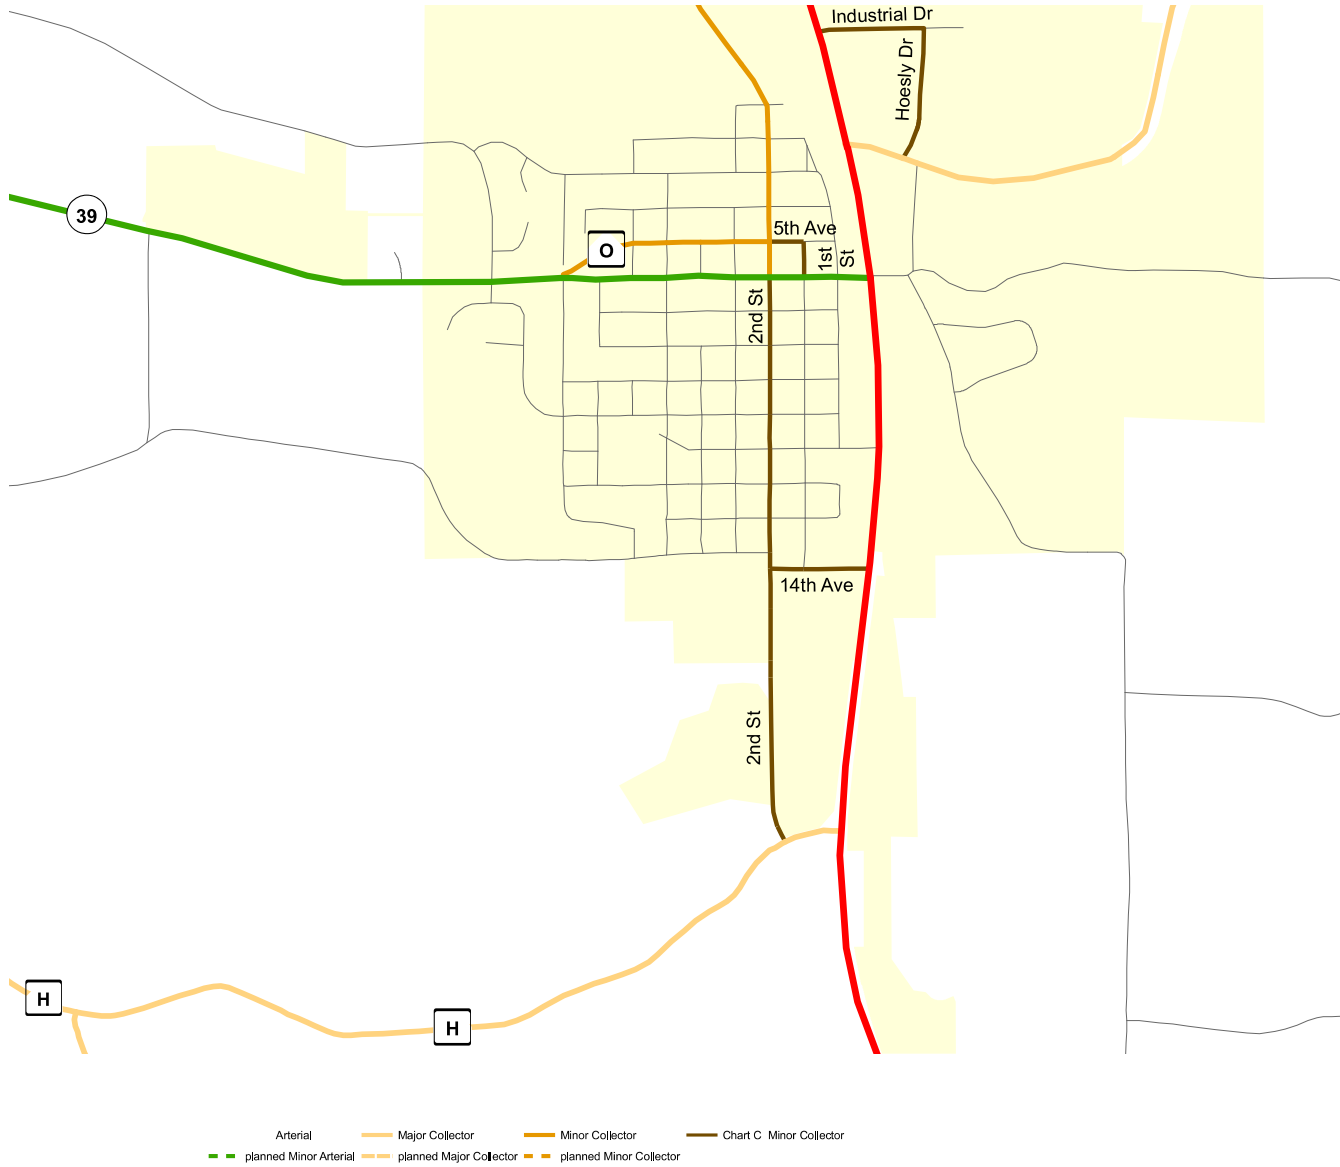 Industrial Dr
Hoesly Dr
39
5th Ave
O
1st
St
2nd St
14th Ave
2nd St
H
H
Arterial
Major Collector
Minor Collector
Chart C Minor Collector
planned Minor Arterial
planned Major Collector
planned Minor Collector